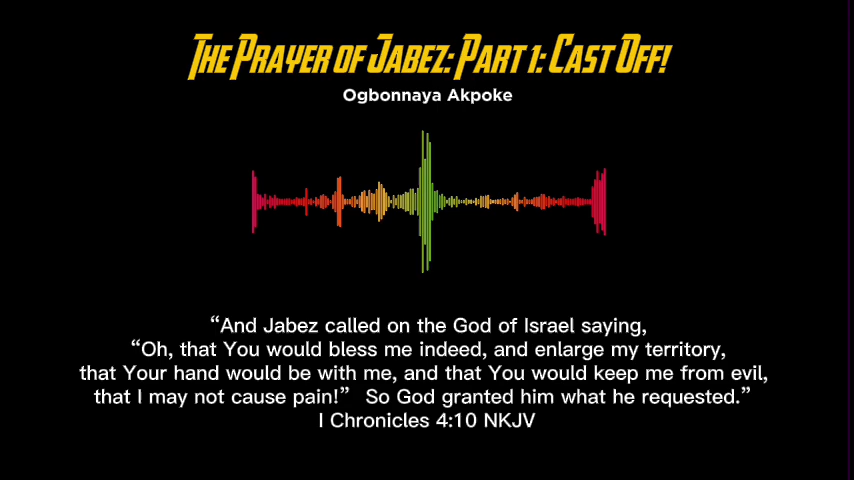 THE PRAYER OF JABEZ: PART 1: CAST OFF!
Ogbonnaya Akpoke
“And Jabez called on the God of Israel saying,
“Oh, that You would bless me indeed, and enlarge my territory,
that Your hand would be with me, and that You would keep me from evil,
that I may not cause pain!” So God granted him what he requested.”
I Chronicles 4:10 NKJV